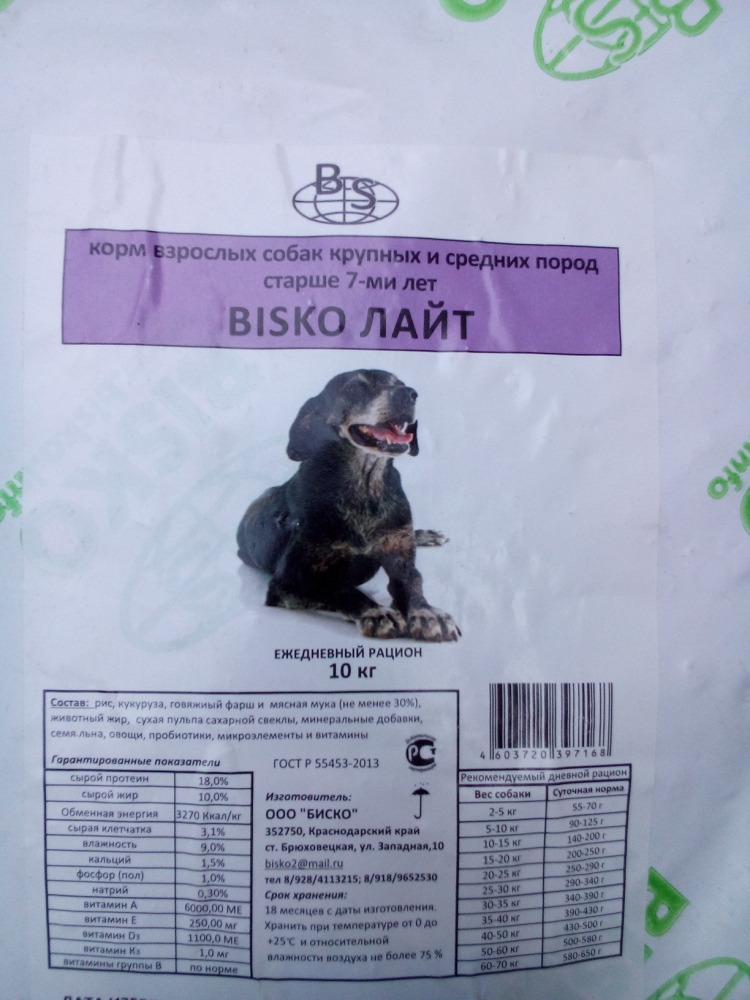 BS
корм взрослых собак крупных и средних пород
старше 7-ми лет
BISKO ЛАЙТ
ЕЖЕДНЕВНЫЙ РАЦИОН
10 кг
Состав: рис, кукуруза, говяжиый фарш и мясная мука (не менее 30%),
животный жир, сухая пульпа сахарной свеклы, минеральные добавки,
семя льна, овощи, пробиотики, микроэлементы и витамины
Гарантированные показатели
сырой протеин 18,0%
сырой жир 10,0%
Обменная энергия 3270 Ккал/кг
сырая клетчатка 3,1%
влажность 9,0%
кальций 1,5%
фосфор (пол) 1,0%
натрий 0,30%
витамин А 6000,00 МЕ
витамин Е 250,00 мг
витамин D₃ 1100,0 МЕ
витамин К₃ 1,0 мг
витамины группы В по норме
ГОСТ Р 55453-2013
РСТ
Изготовитель:
ООО "БИСКО"
352750, Краснодарский край
ст. Брюховецкая, ул. Западная,10
bisko2@mail.ru
тел 8/928/4113215; 8/918/9652530
Срок хранения:
18 месяцев с даты изготовления.
Хранить при температуре от 0 до
+25℃ и относительной
влажности воздуха не более 75 %
4 603720 397168
Рекомендуемый дневной рацион
Вес собаки Суточная норма
2-5 кг 55-70 г
5-10 кг 90-125 г
10-15 кг 140-200 г
15-20 кг 200-250 г
20-25 кг 250-290 г
25-30 кг 290-340 г
30-35 кг 340-390 г
35-40 кг 390-430 г
40-50 кг 430-500 г
50-60 кг 500-580 г
60-70 кг 580-650 г